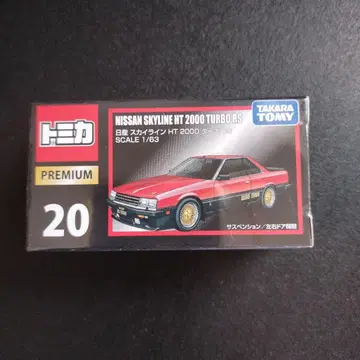 トミカ
PREMIUM
20
NISSAN SKYLINE HT 2000 TURBO RS
日産 スカイライン HT 2000
SCALE 1/63
TAKARA
TOMY
サスペンション/左右ドア開閉